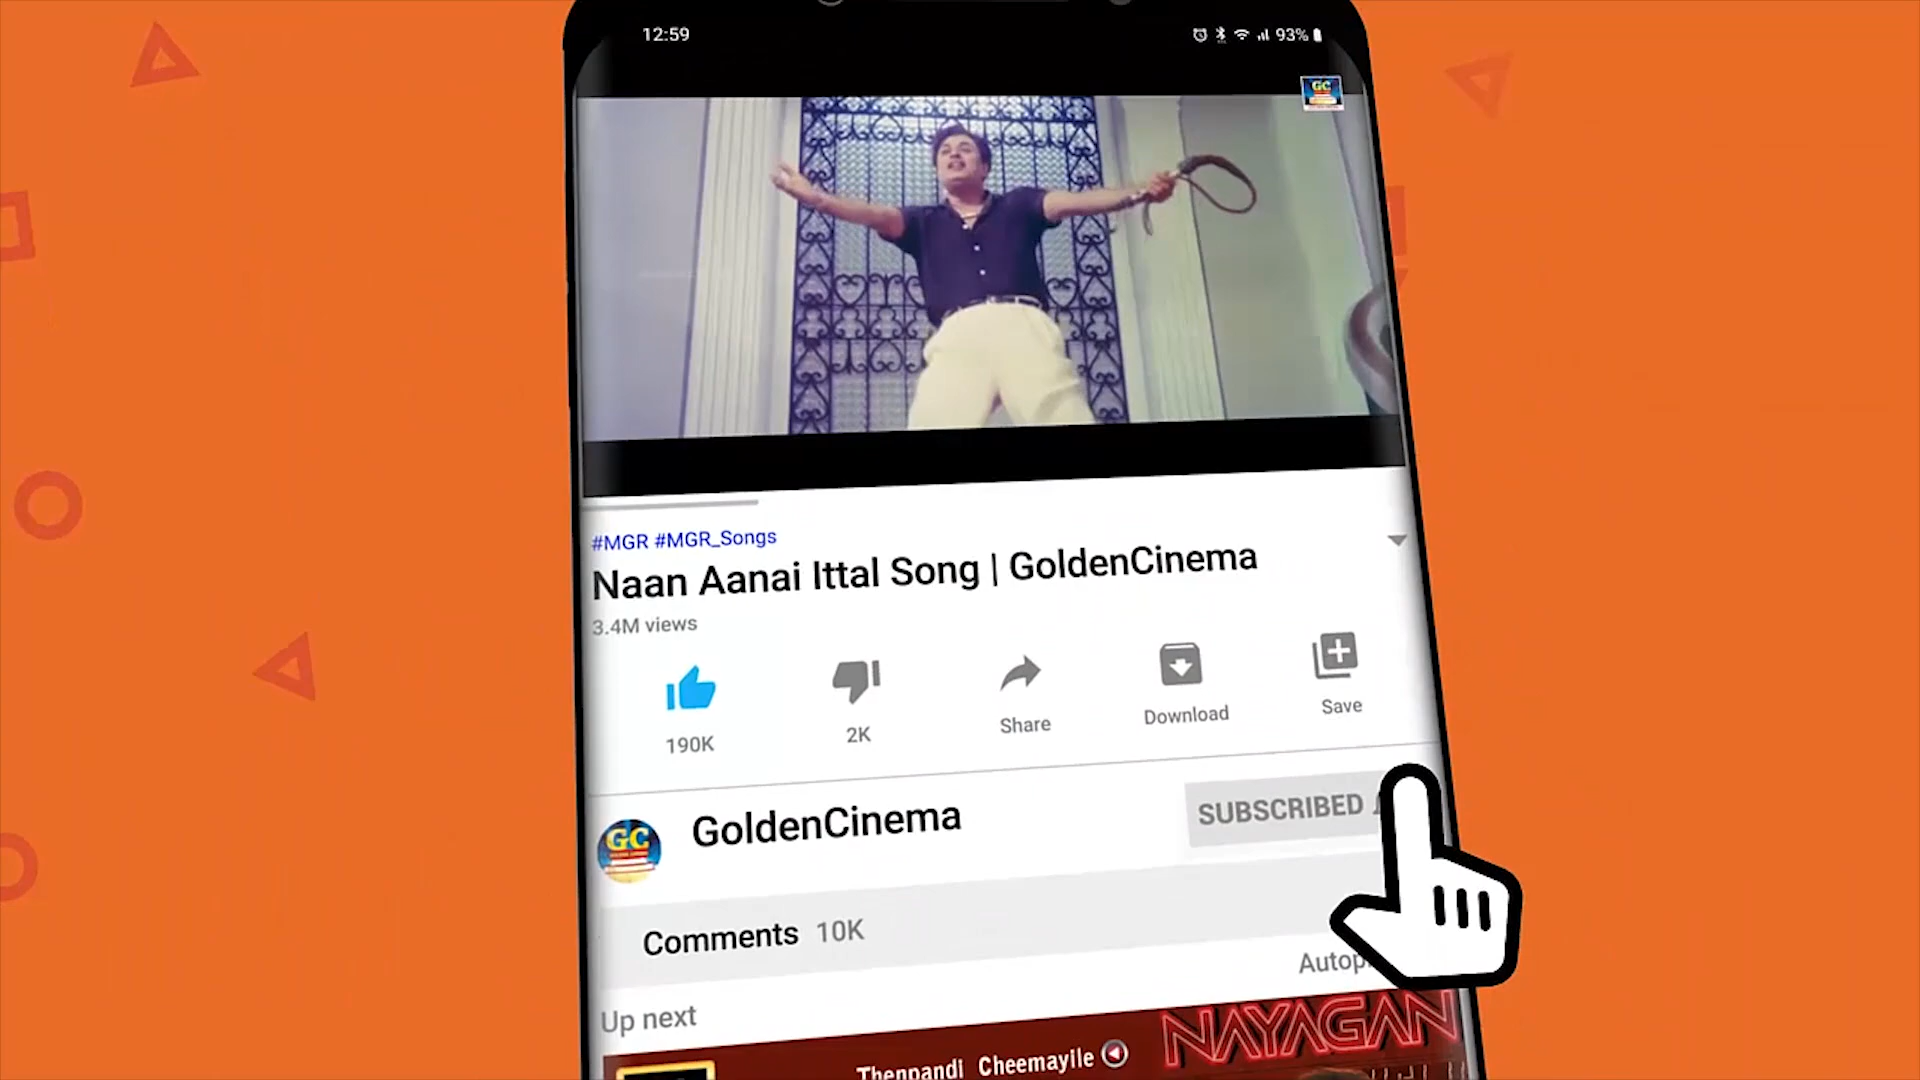 12:59
93%
GC
#MGR #MGR_Songs
Naan Aanai Ittal Song | GoldenCinema
3.4M views
190K
2K
Share
Download
Save
GC
GoldenCinema
SUBSCRIBED
Comments 10K
Up next
Thenpandi Cheemayile
NAYAGAN